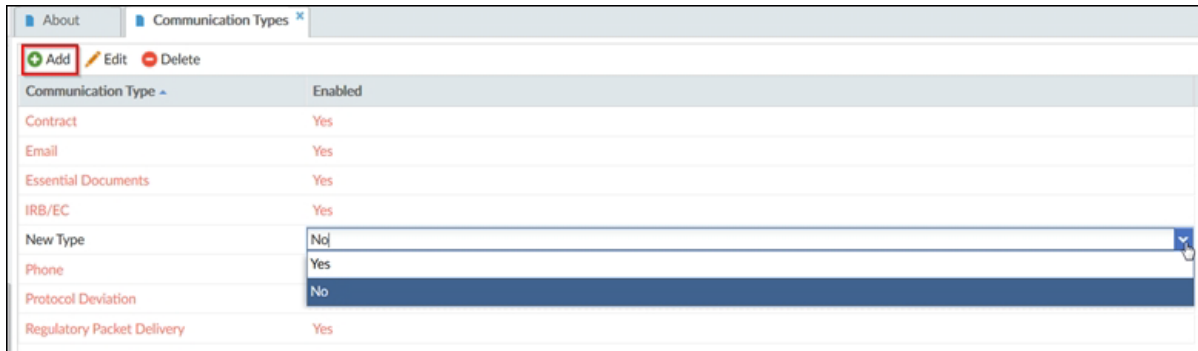 About Communication Types
Add Edit Delete
Communication Type Enabled
Contract Yes
Email Yes
Essential Documents Yes
IRB/EC Yes
New Type No
Yes
Phone
No
Protocol Deviation
Regulatory Packet Delivery Yes